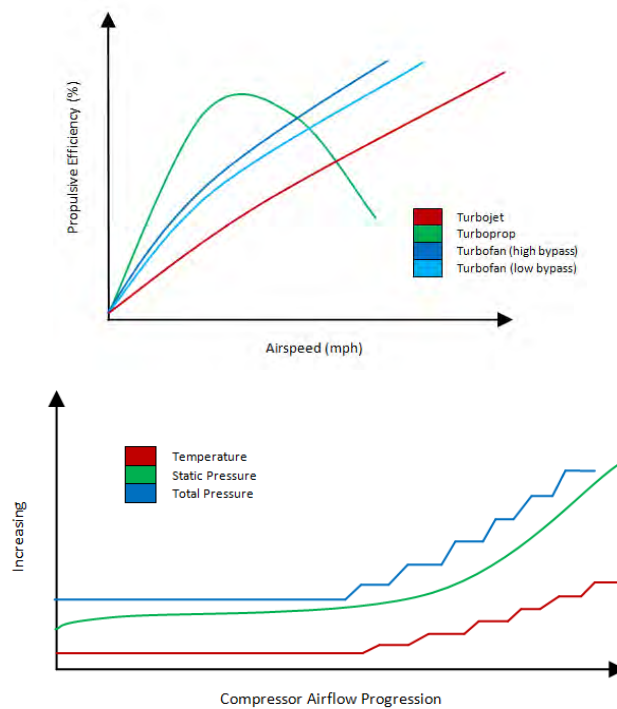 Propulsive Efficiency (%)
Turbojet
Turboprop
Turbofan (high bypass)
Turbofan (low bypass)
Airspeed (mph)
Temperature
Static Pressure
Total Pressure
Increasing
Compressor Airflow Progression